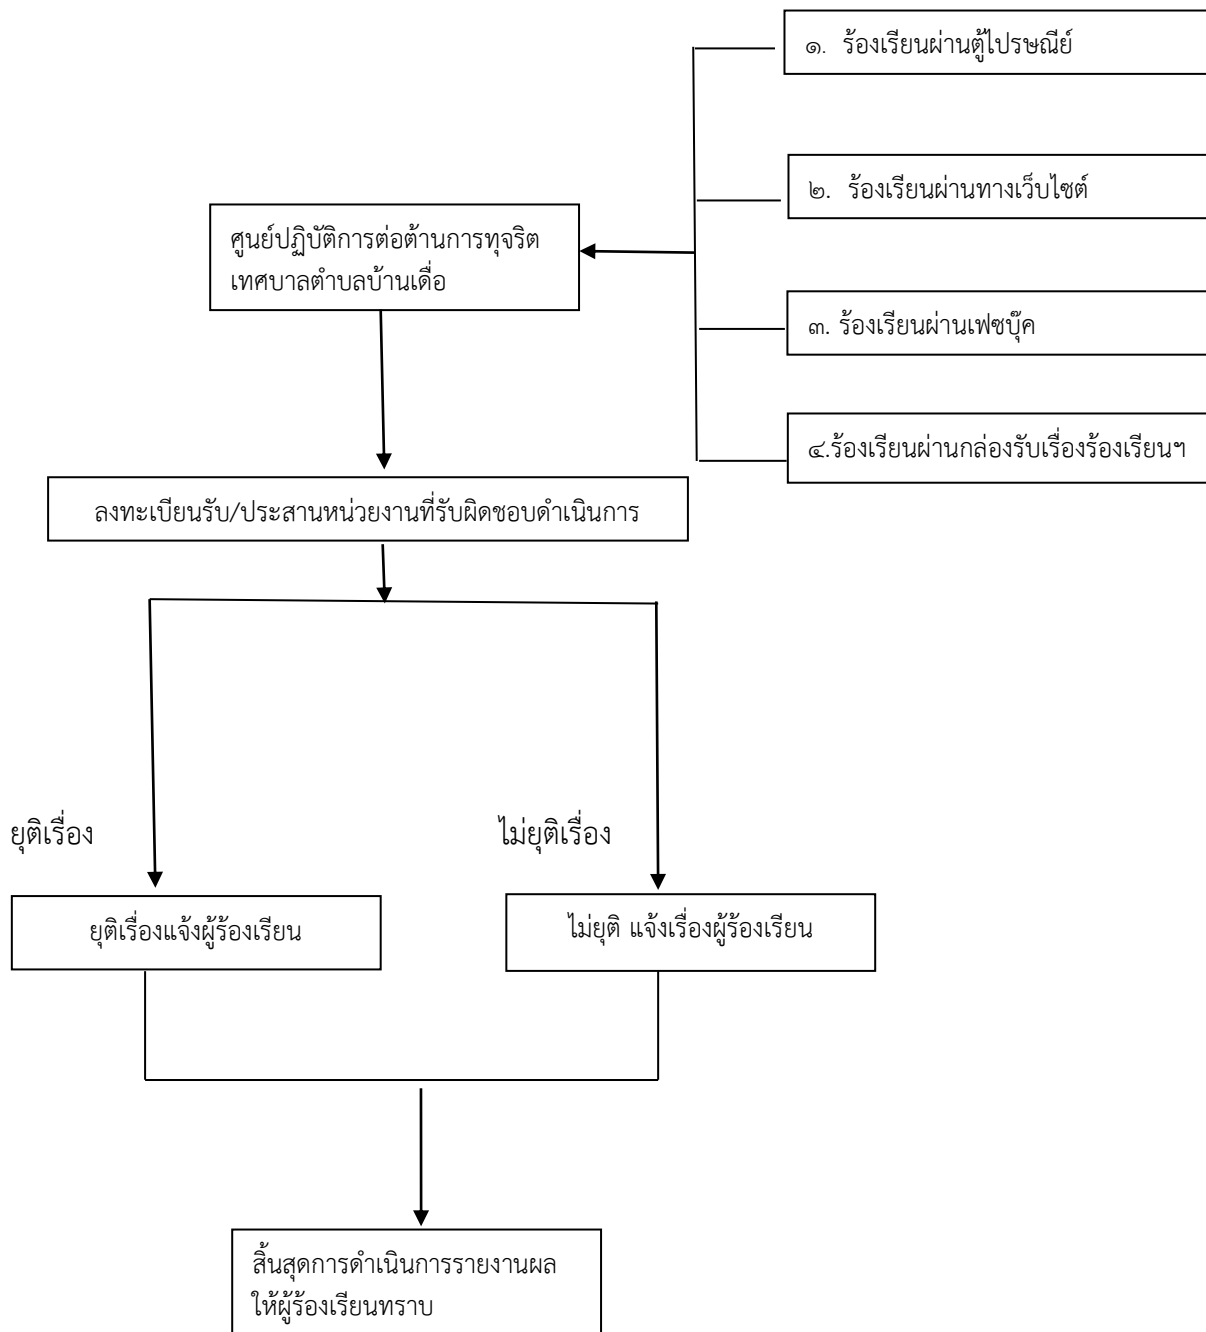 ๑. ร้องเรียนผ่านตู้ไปรษณีย์
๒. ร้องเรียนผ่านทางเว็บไซต์
ศูนย์ปฏิบัติการต่อต้านการทุจริต
เทศบาลตำบลบ้านเดื่อ
๓. ร้องเรียนผ่านเฟซบุ๊ค
๔.ร้องเรียนผ่านกล่องรับเรื่องร้องเรียนฯ
ลงทะเบียนรับ/ประสานหน่วยงานที่รับผิดชอบดำเนินการ
ยุติเรื่อง
ไม่ยุติเรื่อง
ยุติเรื่องแจ้งผู้ร้องเรียน
ไม่ยุติ แจ้งเรื่องผู้ร้องเรียน
สิ้นสุดการดำเนินการรายงานผล
ให้ผู้ร้องเรียนทราบ